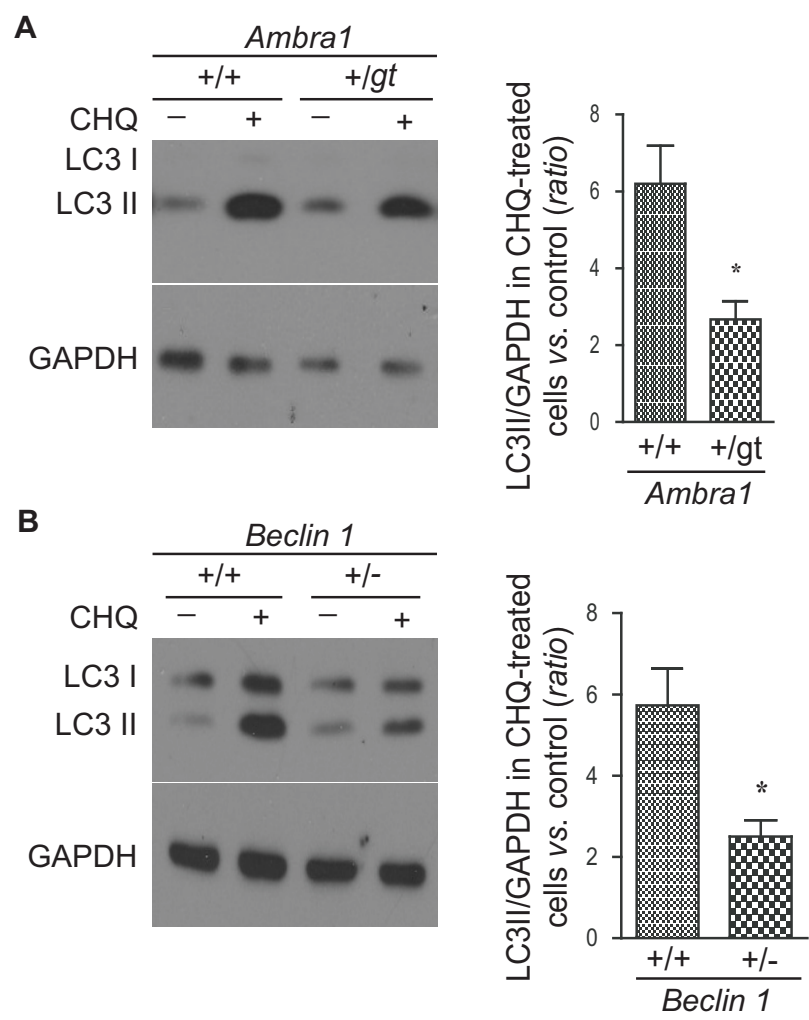 A
Ambra1
+/+ +/gt
CHQ − + − +
LC3 I
LC3 II
GAPDH
LC3II/GAPDH in CHQ-treated
cells vs. control (ratio)
8
6
4
2
0
*
+/+ +/gt
Ambra1
B
Beclin 1
+/+ +/-
CHQ − + − +
LC3 I
LC3 II
GAPDH
LC3II/GAPDH in CHQ-treated
cells vs. control (ratio)
8
6
4
2
0
*
+/+ +/-
Beclin 1